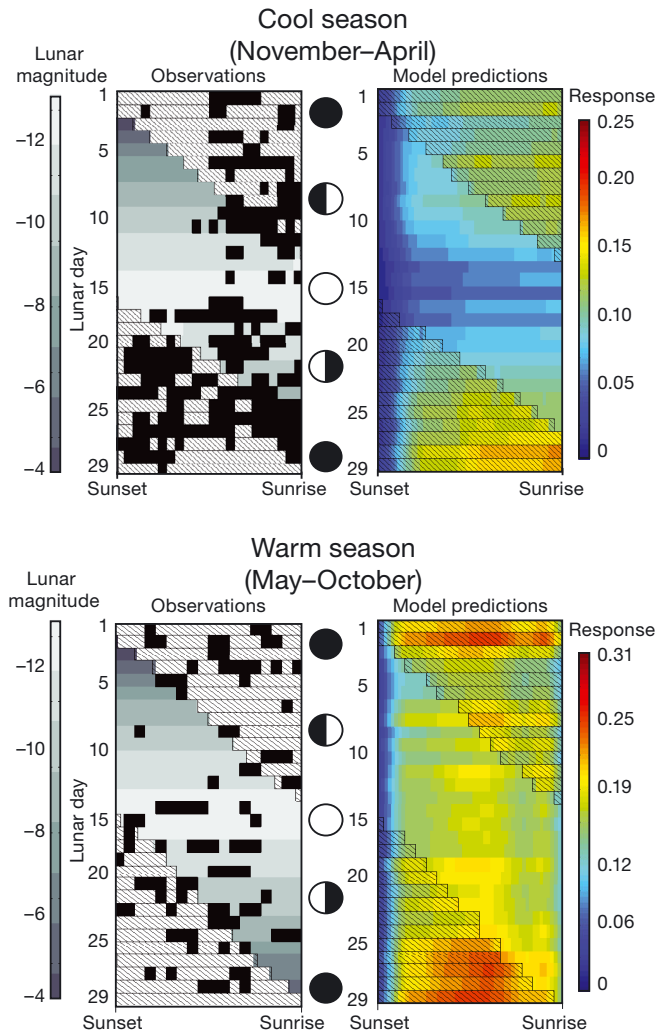 Cool season
(November–April)
Lunar
magnitude
Observations
Model predictions
Response
–12
–10
–8
–6
–4
Lunar day
1
5
10
15
20
25
29
Sunset
Sunrise
1
5
10
15
20
25
29
Sunset
Sunrise
0.25
0.20
0.15
0.10
0.05
0
Warm season
(May–October)
Lunar
magnitude
Observations
Model predictions
Response
–12
–10
–8
–6
–4
Lunar day
1
5
10
15
20
25
29
Sunset
Sunrise
1
5
10
15
20
25
29
Sunset
Sunrise
0.31
0.25
0.19
0.12
0.06
0